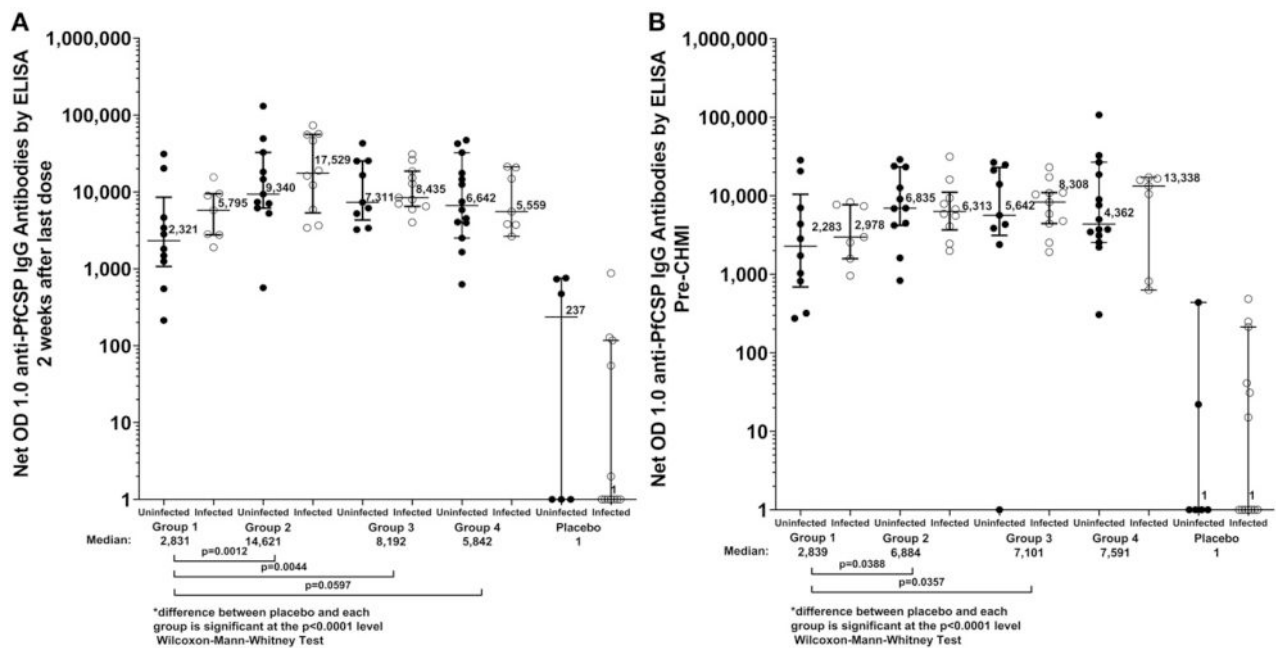 A
Net OD 1.0 anti-PfCSP IgG Antibodies by ELISA
2 weeks after last dose
1,000,000
100,000
10,000
1,000
100
10
1
2,321
5,795
9,340
17,529
7,311
8,435
6,642
5,559
237
1
Uninfected Infected Uninfected Infected Uninfected Infected Uninfected Infected Uninfected Infected
Group 1 Group 2 Group 3 Group 4 Placebo
Median: 2,831 14,621 8,192 5,842 1
p=0.0012
p=0.0044
p=0.0597
*difference between placebo and each
group is significant at the p<0.0001 level
Wilcoxon-Mann-Whitney Test
B
Net OD 1.0 anti-PfCSP IgG Antibodies by ELISA
Pre-CHMI
1,000,000
100,000
10,000
1,000
100
10
1
2,283
2,978
6,835
6,313
5,642
8,308
4,362
13,338
1
1
Uninfected Infected Uninfected Infected Uninfected Infected Uninfected Infected Uninfected Infected
Group 1 Group 2 Group 3 Group 4 Placebo
Median: 2,839 6,884 7,101 7,591 1
p=0.0388
p=0.0357
*difference between placebo and each
group is significant at the p<0.0001 level
Wilcoxon-Mann-Whitney Test